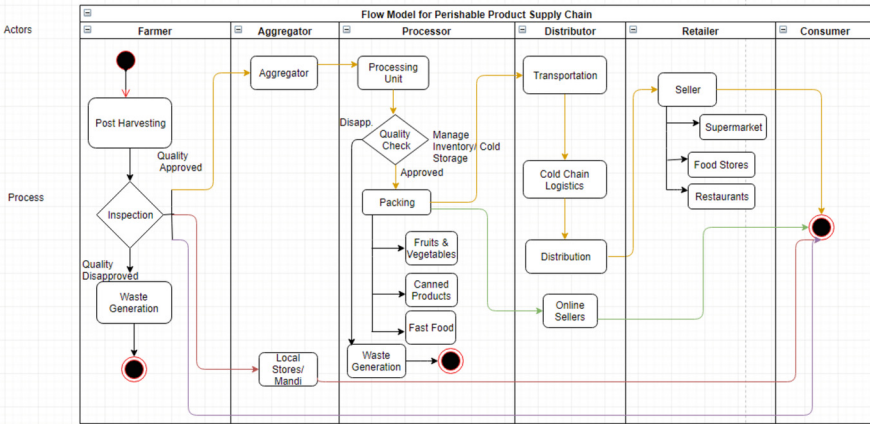 Flow Model for Perishable Product Supply Chain
Actors
Farmer
Aggregator
Processor
Distributor
Retailer
Consumer
Process
Post Harvesting
Quality
Approved
Inspection
Quality
Disapproved
Waste
Generation
Aggregator
Local
Stores/
Mandi
Processing
Unit
Disapp.
Quality
Check
Manage
Inventory/ Cold
Storage
Approved
Packing
Fruits &
Vegetables
Canned
Products
Fast Food
Waste
Generation
Transportation
Cold Chain
Logistics
Distribution
Online
Sellers
Seller
Supermarket
Food Stores
Restaurants